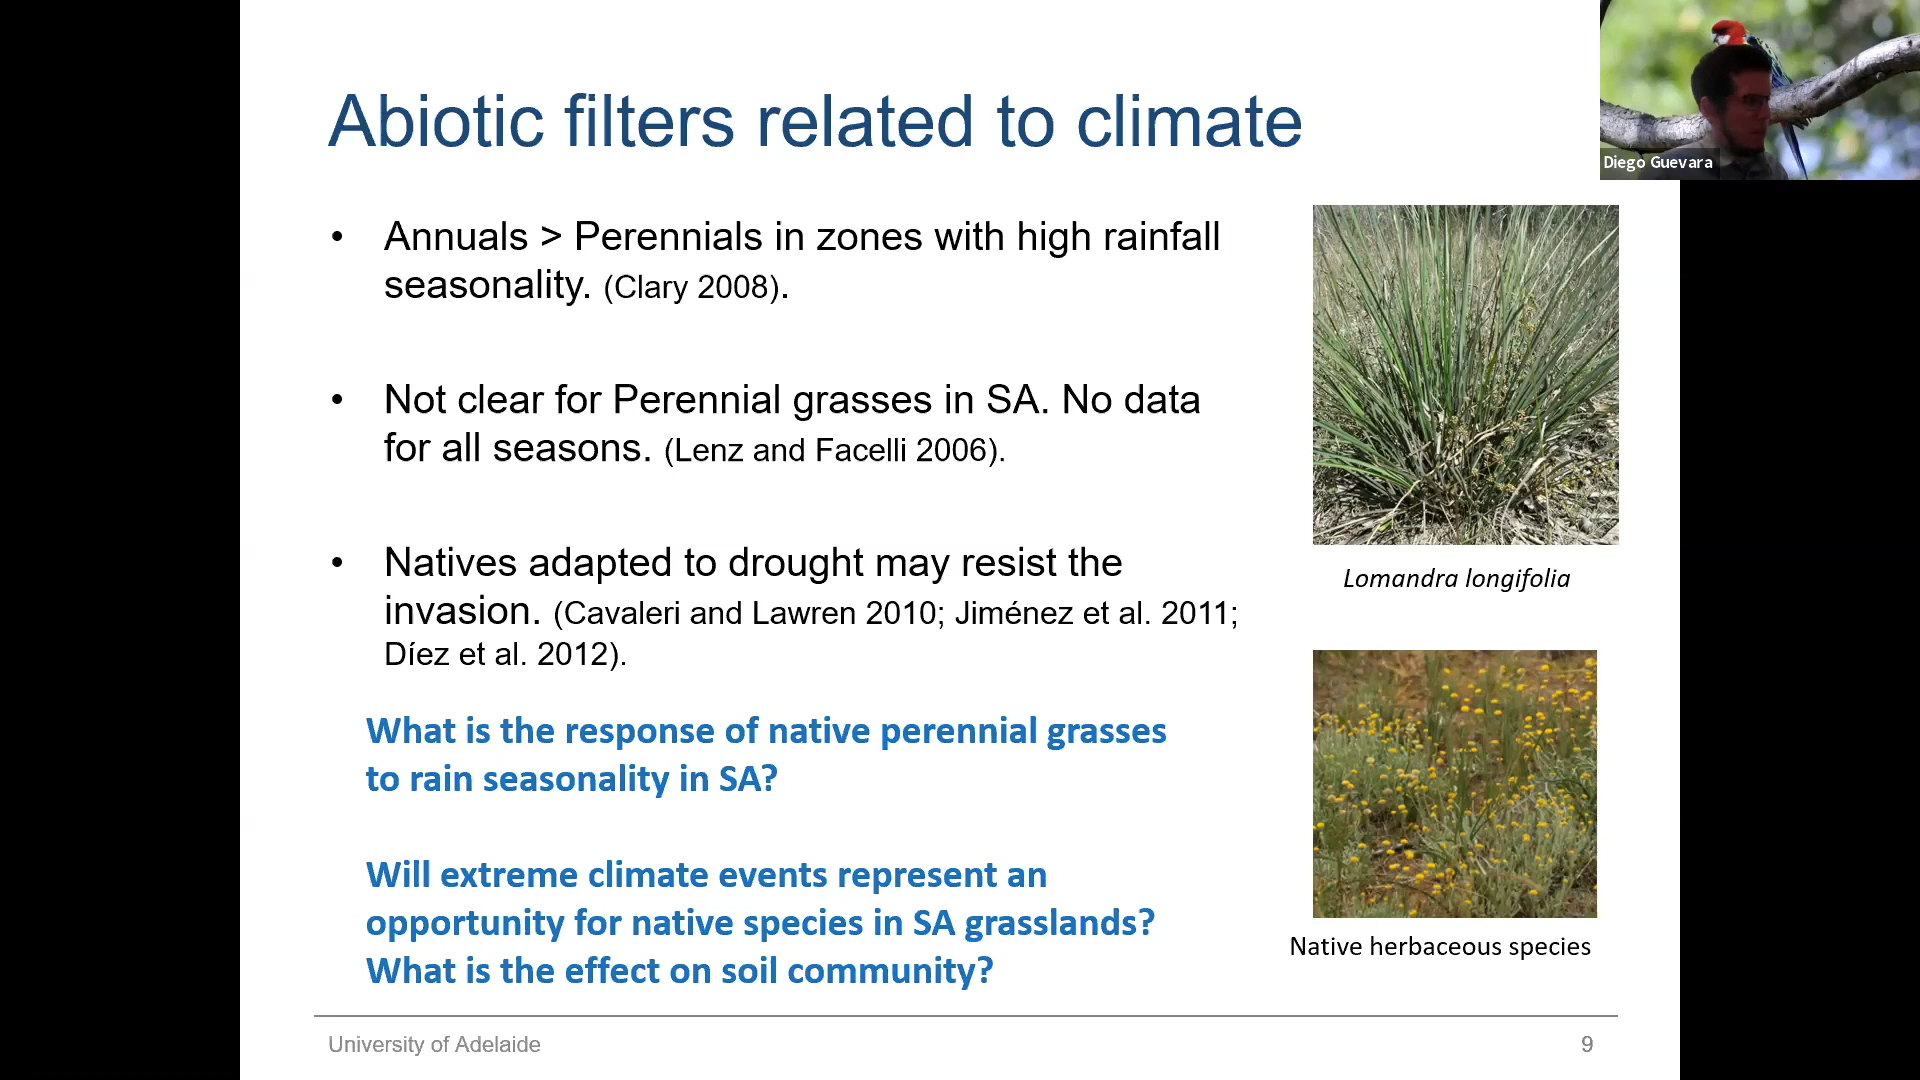 Abiotic filters related to climate
Diego Guevara
• Annuals > Perennials in zones with high rainfall
seasonality. (Clary 2008).
• Not clear for Perennial grasses in SA. No data
for all seasons. (Lenz and Facelli 2006).
• Natives adapted to drought may resist the
invasion. (Cavaleri and Lawren 2010; Jiménez et al. 2011;
Díez et al. 2012).
What is the response of native perennial grasses
to rain seasonality in SA?
Will extreme climate events represent an
opportunity for native species in SA grasslands?
What is the effect on soil community?
Lomandra longifolia
Native herbaceous species
University of Adelaide
9